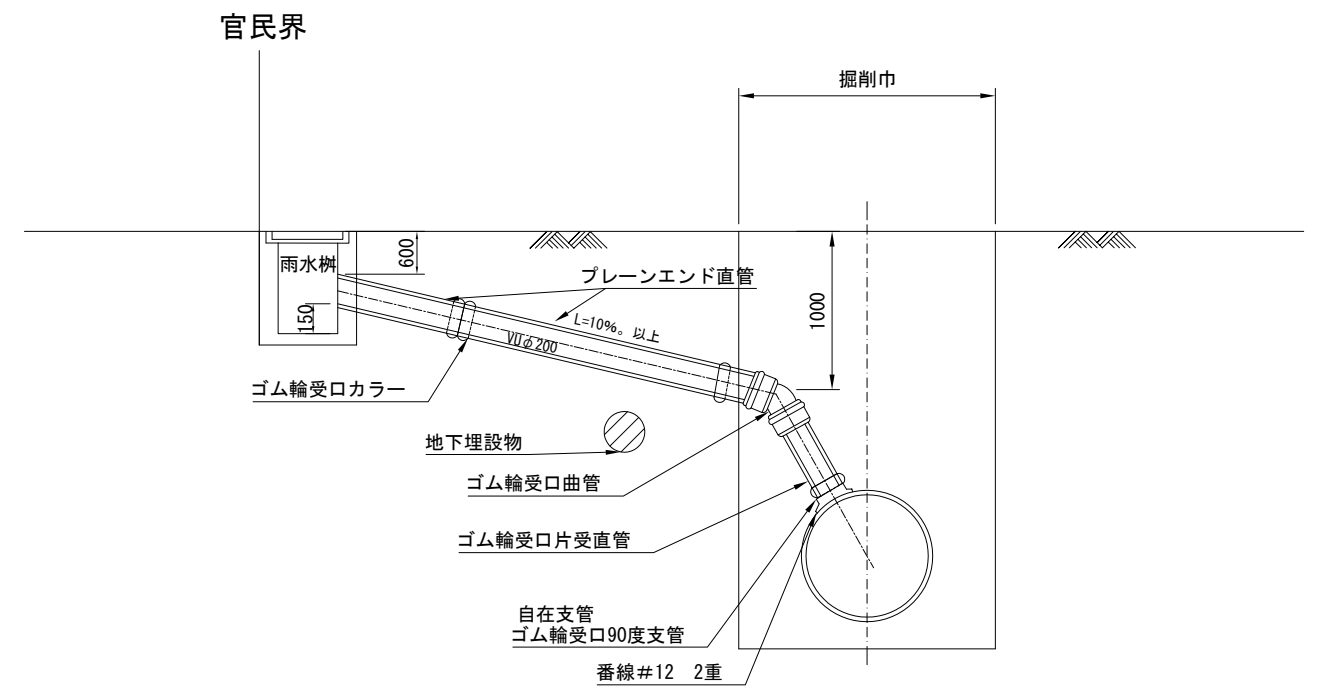 官民界
掘削巾
雨水桝
600
150
プレーンエンド直管
L=10%。以上
VUφ200
1000
ゴム輪受口カラー
地下埋設物
ゴム輪受口曲管
ゴム輪受口片受直管
自在支管
ゴム輪受口90度支管
番線＃12　2重